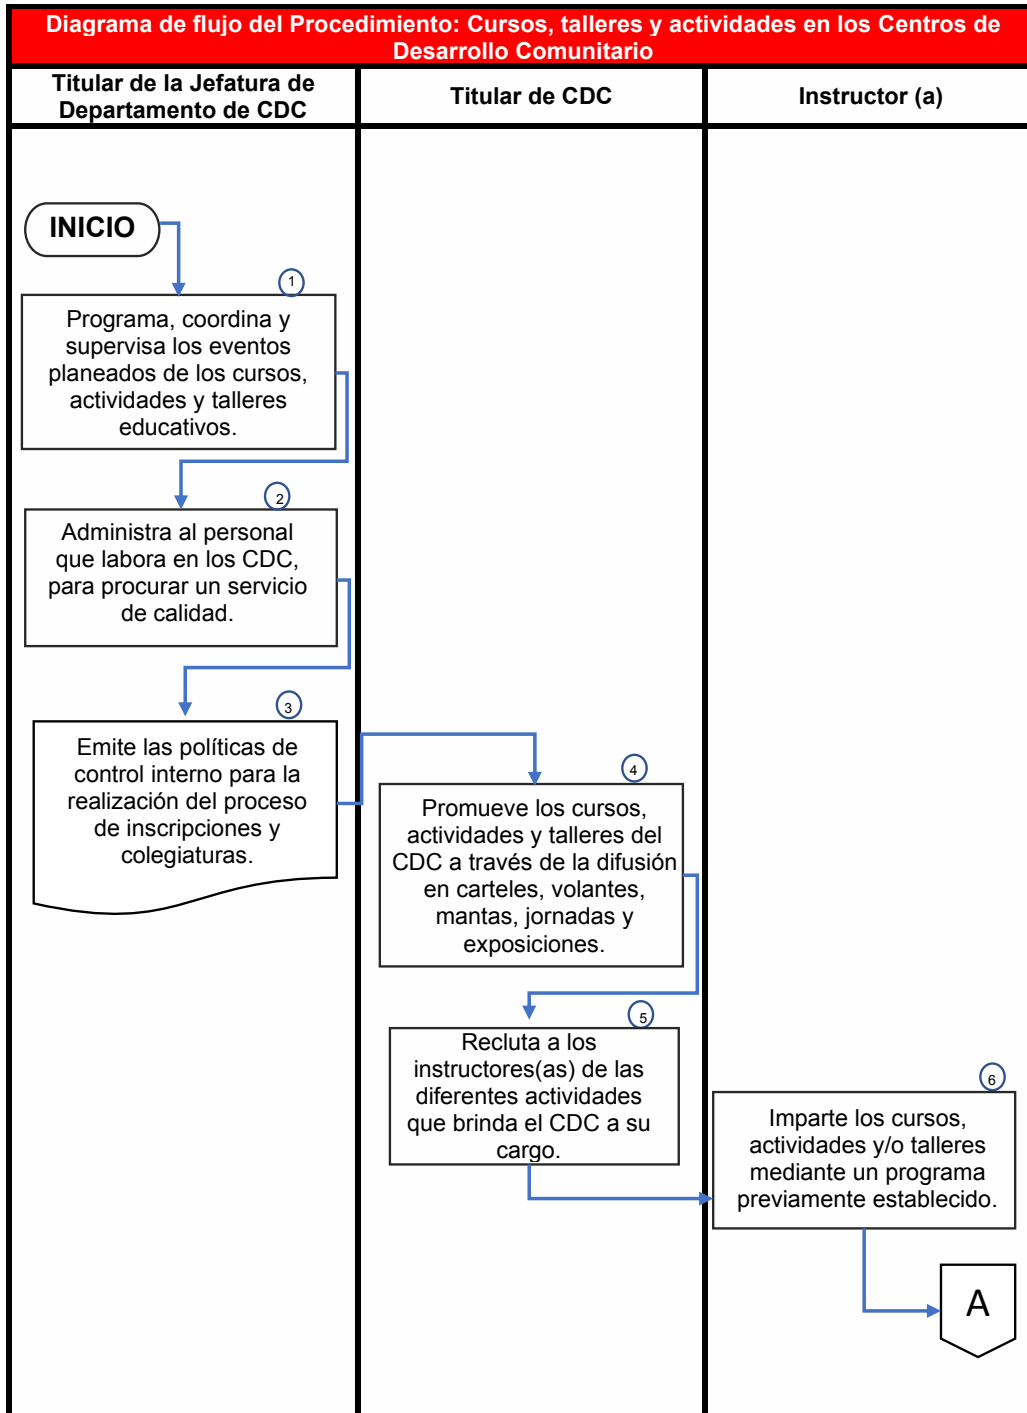 Diagrama de flujo del Procedimiento: Cursos, talleres y actividades en los Centros de
Desarrollo Comunitario
Titular de la Jefatura de
Departamento de CDC
Titular de CDC
Instructor (a)
INICIO
1
Programa, coordina y
supervisa los eventos
planeados de los cursos,
actividades y talleres
educativos.
2
Administra al personal
que labora en los CDC,
para procurar un servicio
de calidad.
3
Emite las políticas de
control interno para la
realización del proceso
de inscripciones y
colegiaturas.
4
Promueve los cursos,
actividades y talleres del
CDC a través de la difusión
en carteles, volantes,
mantas, jornadas y
exposiciones.
5
Recluta a los
instructores(as) de las
diferentes actividades
que brinda el CDC a su
cargo.
6
Imparte los cursos,
actividades y/o talleres
mediante un programa
previamente establecido.
A